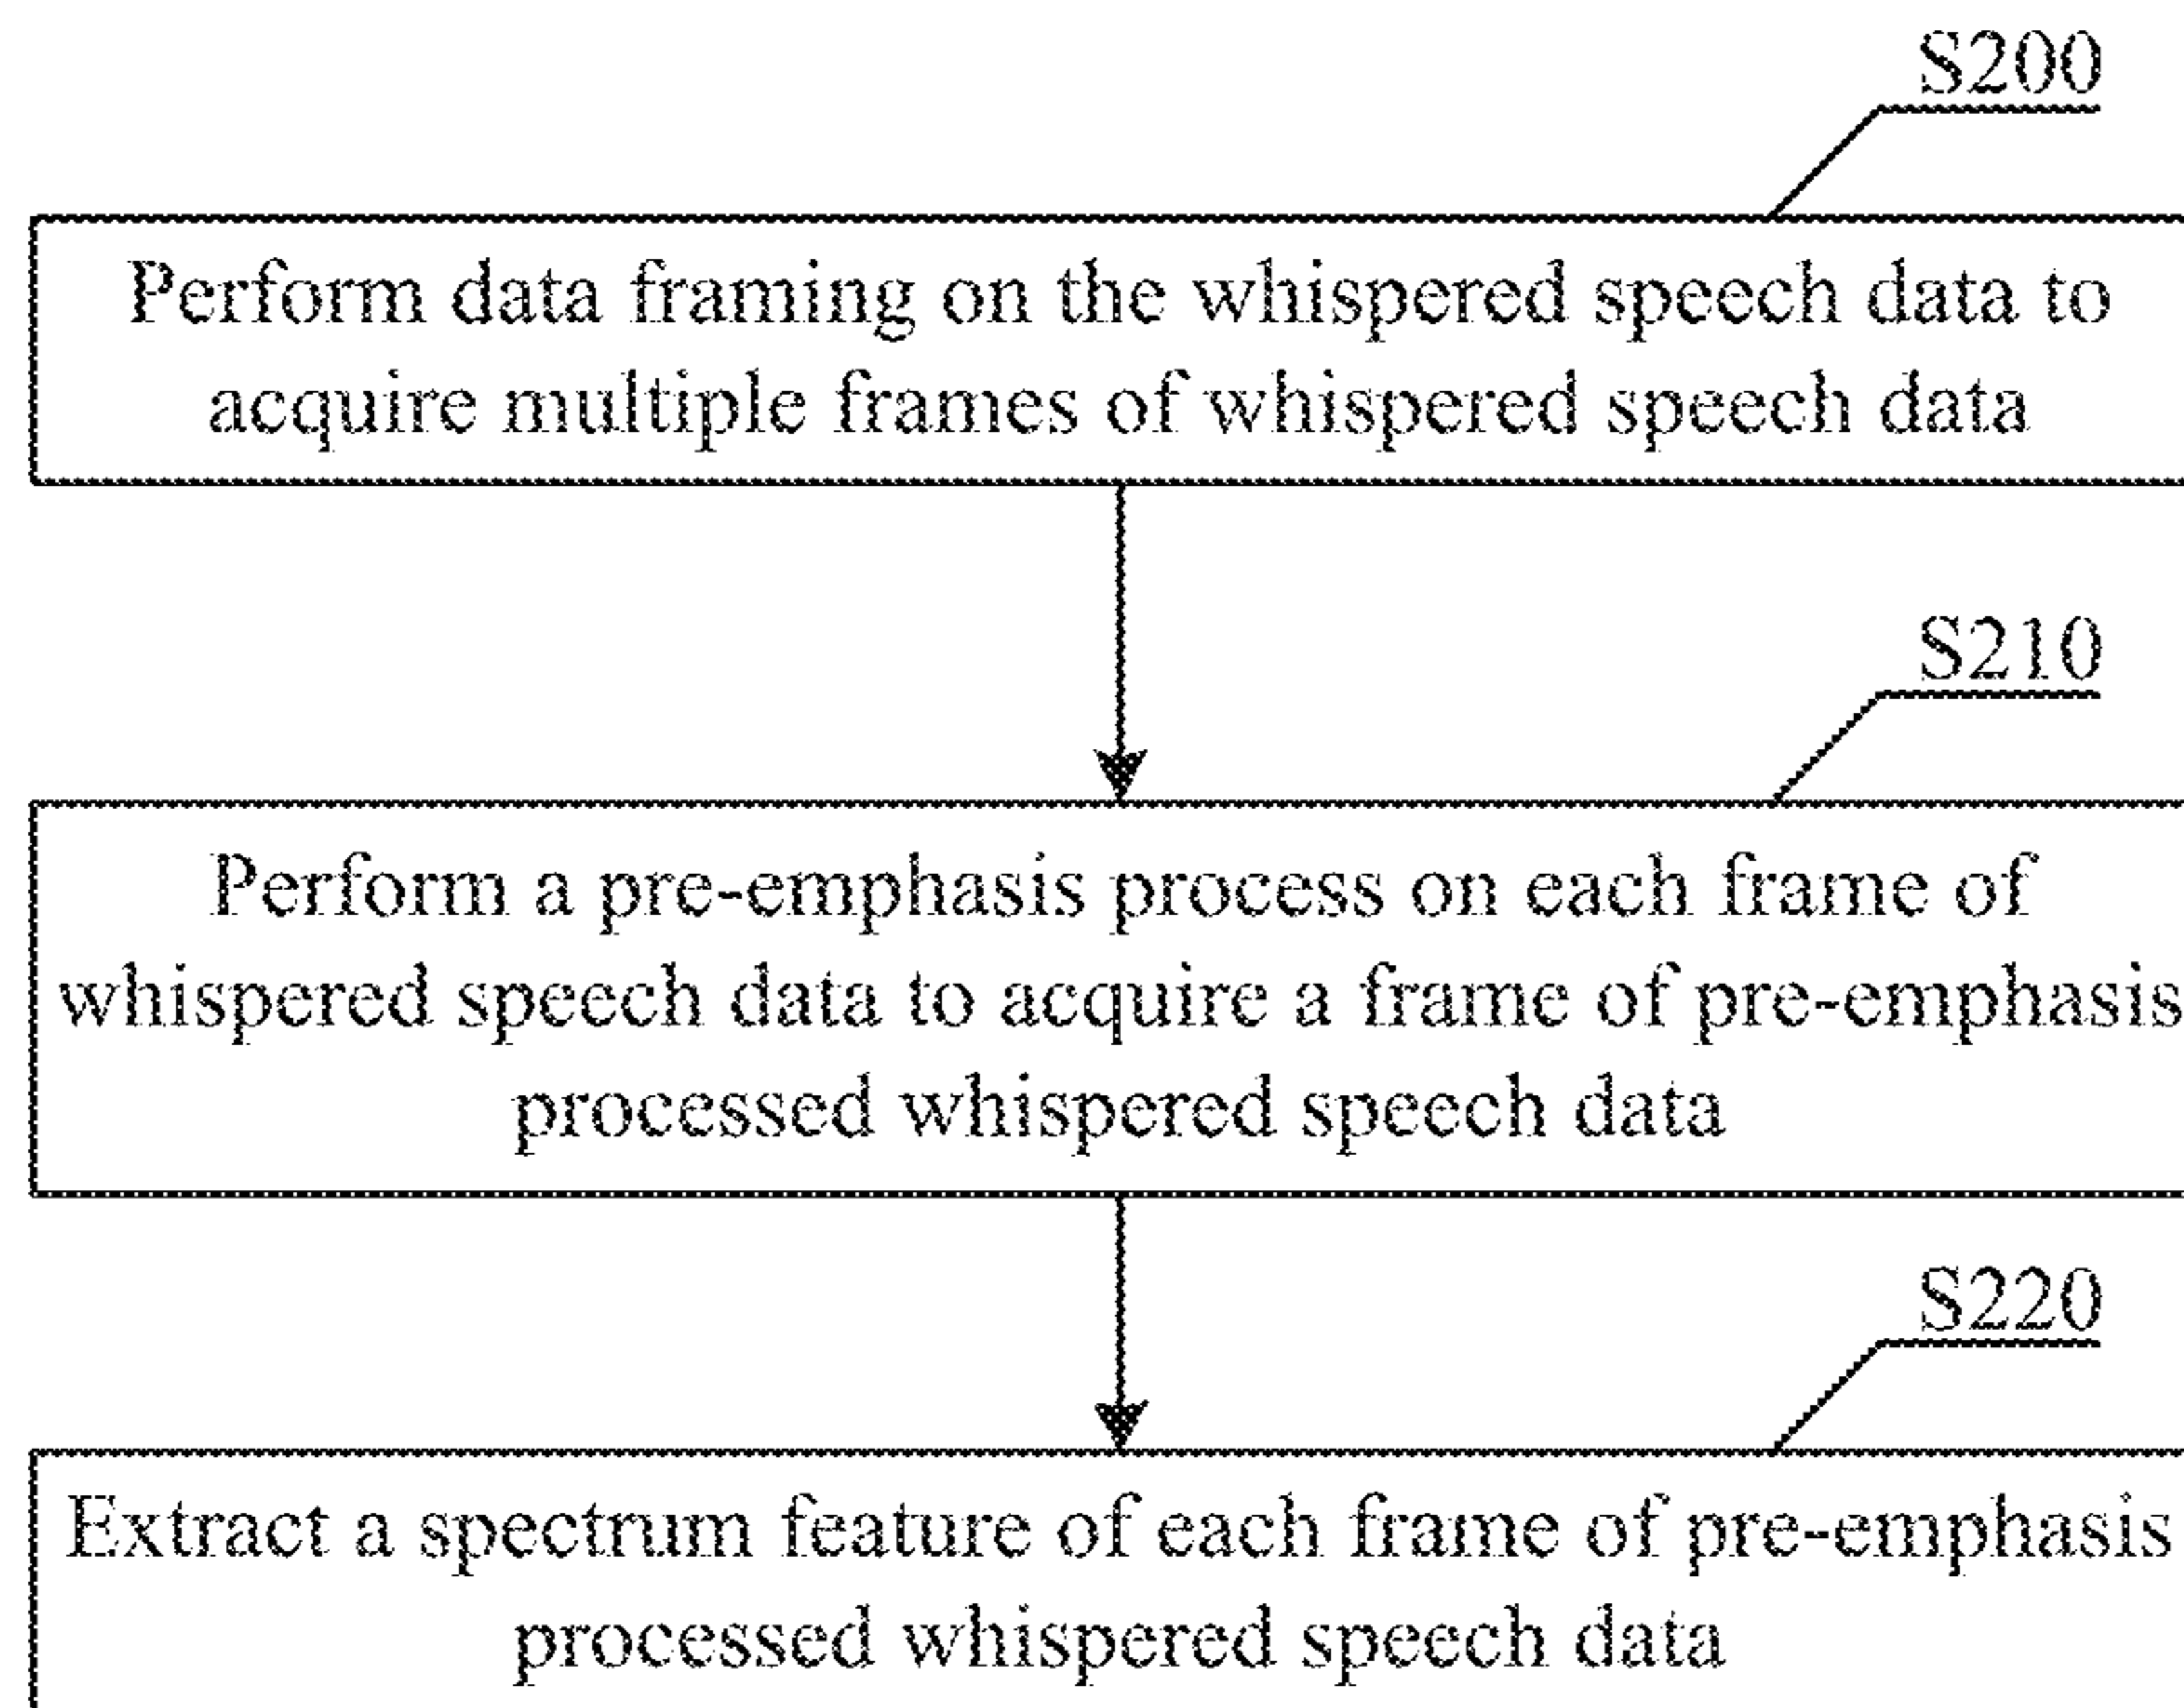 S200
Perform data framing on the whispered speech data to
acquire multiple frames of whispered speech data
S210
Perform a pre-emphasis process on each frame of
whispered speech data to acquire a frame of pre-emphasis
processed whispered speech data
S220
Extract a spectrum feature of each frame of pre-emphasis
processed whispered speech data